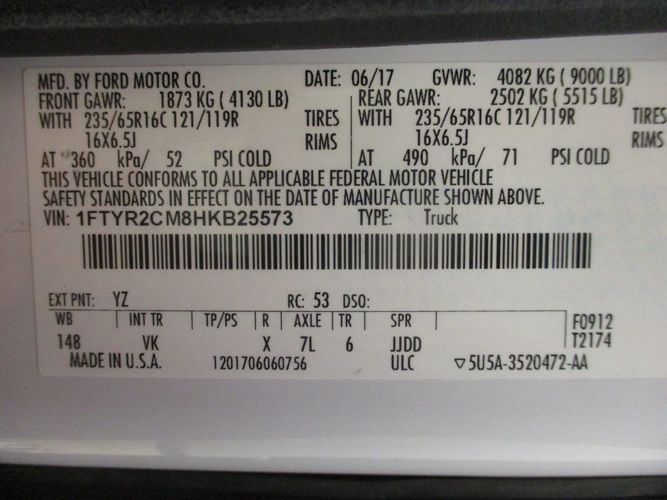 MFD. BY FORD MOTOR CO. DATE: 06/17 GVWR: 4082 KG ( 9000 LB)
FRONT GAWR: 1873 KG ( 4130 LB) REAR GAWR: 2502 KG ( 5515 LB)
WITH 235/65R16C 121/119R TIRES WITH 235/65R16C 121/119R TIRES
16X6.5J RIMS 16X6.5J RIMS
AT 360 kPa/ 52 PSI COLD AT 490 kPa/ 71 PSI COLD
THIS VEHICLE CONFORMS TO ALL APPLICABLE FEDERAL MOTOR VEHICLE
SAFETY STANDARDS IN EFFECT ON THE DATE OF MANUFACTURE SHOWN ABOVE.
VIN: 1FTYR2CM8HKB25573 TYPE: Truck
EXT PNT: YZ RC: 53 DSO:
WB INT TR TP/PS R AXLE TR SPR F0912
148 VK X 7L 6 JJDD T2174
MADE IN U.S.A. 1201706060756 ULC ▽5U5A-3520472-AA